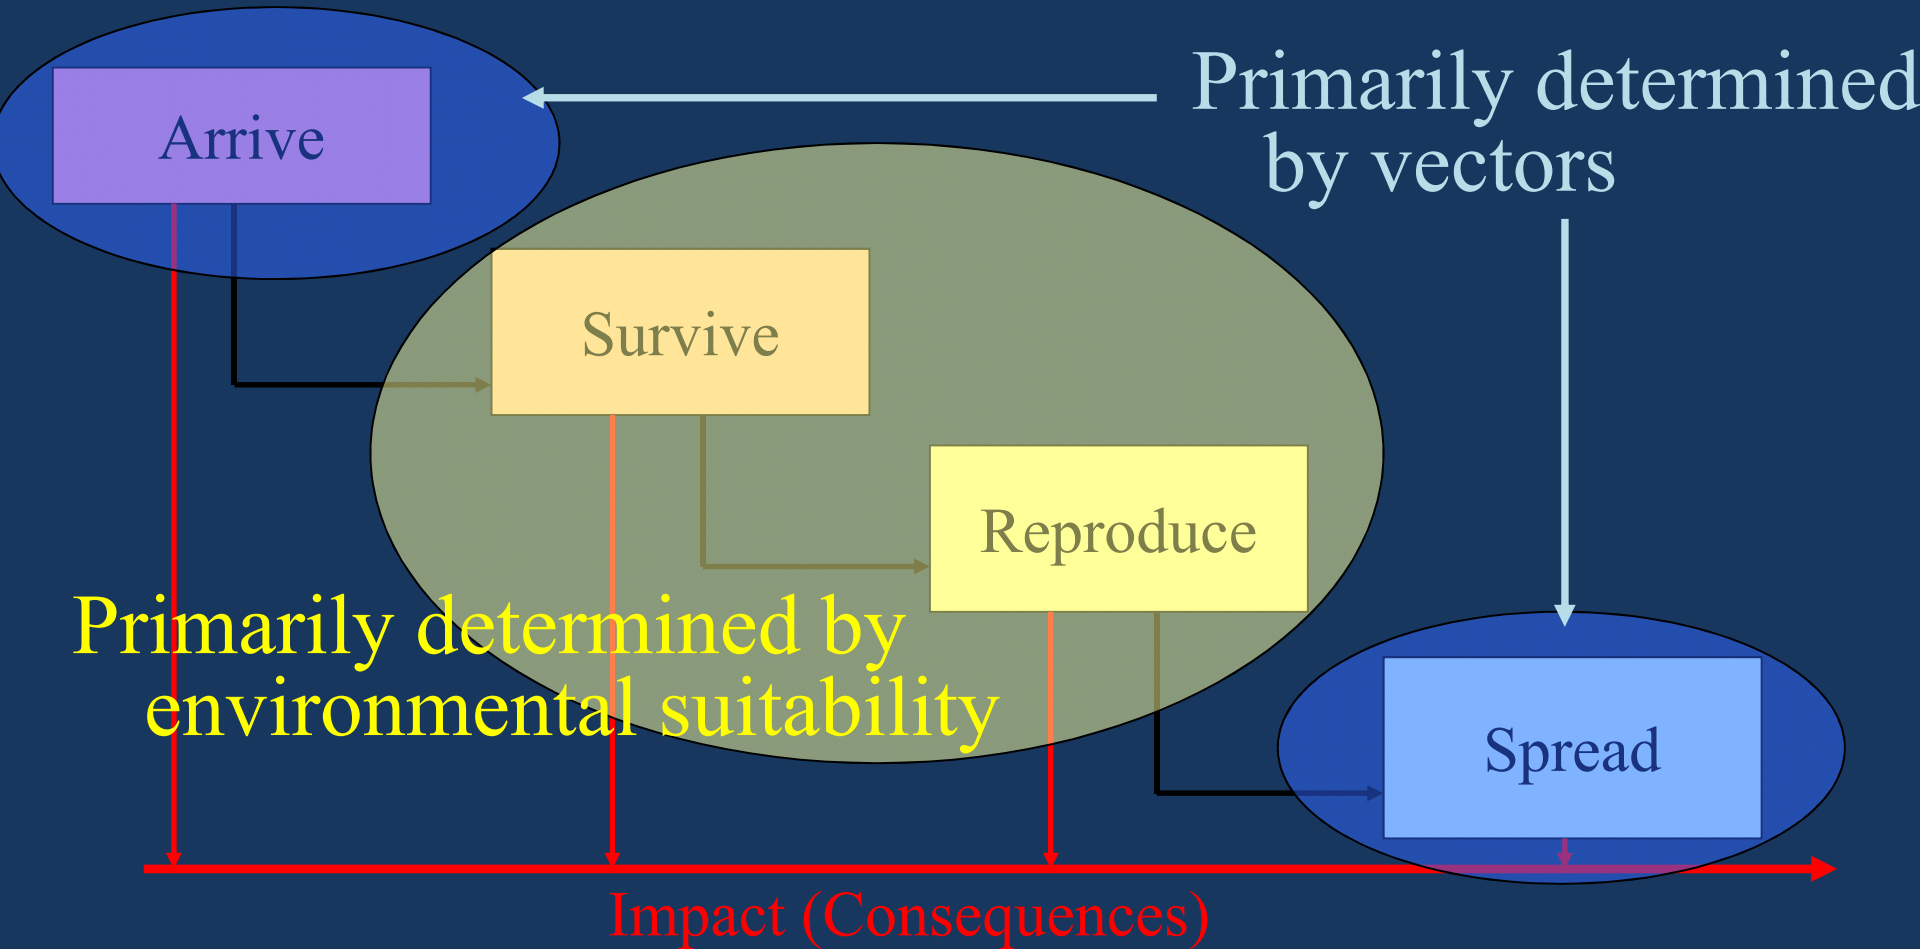 Arrive
Primarily determined
by vectors
Survive
Reproduce
Primarily determined by
environmental suitability
Spread
Impact (Consequences)